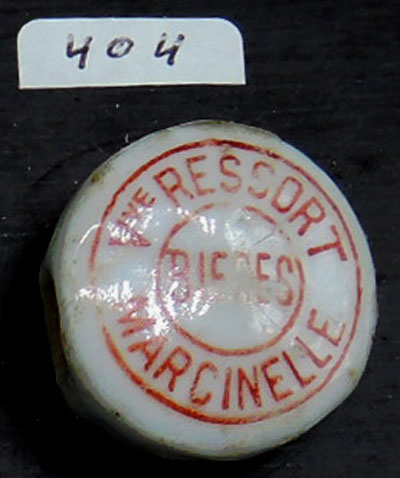 404
Vve RESSORT
BIERES
MARCINELLE